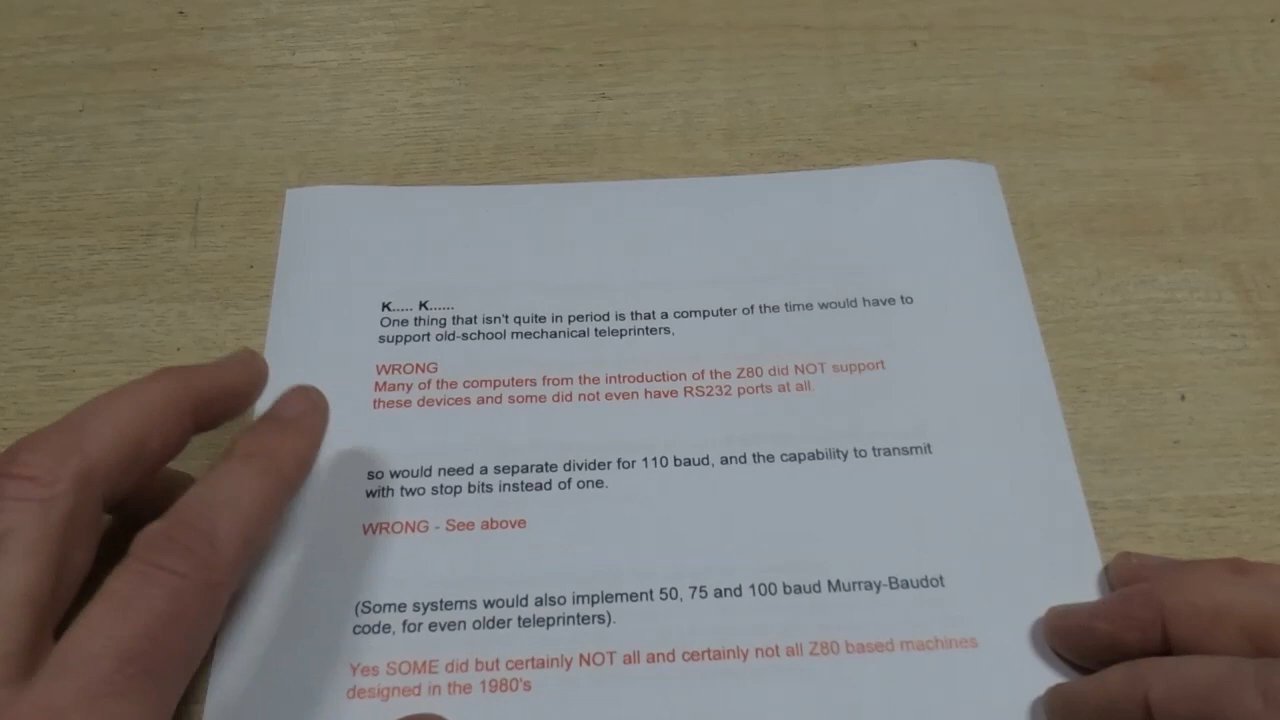 K..... K......
One thing that isn't quite in period is that a computer of the time would have to
support old-school mechanical teleprinters,
WRONG
Many of the computers from the introduction of the Z80 did NOT support
these devices and some did not even have RS232 ports at all.
so would need a separate divider for 110 baud, and the capability to transmit
with two stop bits instead of one.
WRONG - See above
(Some systems would also implement 50, 75 and 100 baud Murray-Baudot
code, for even older teleprinters).
Yes SOME did but certainly NOT all and certainly not all Z80 based machines
designed in the 1980's